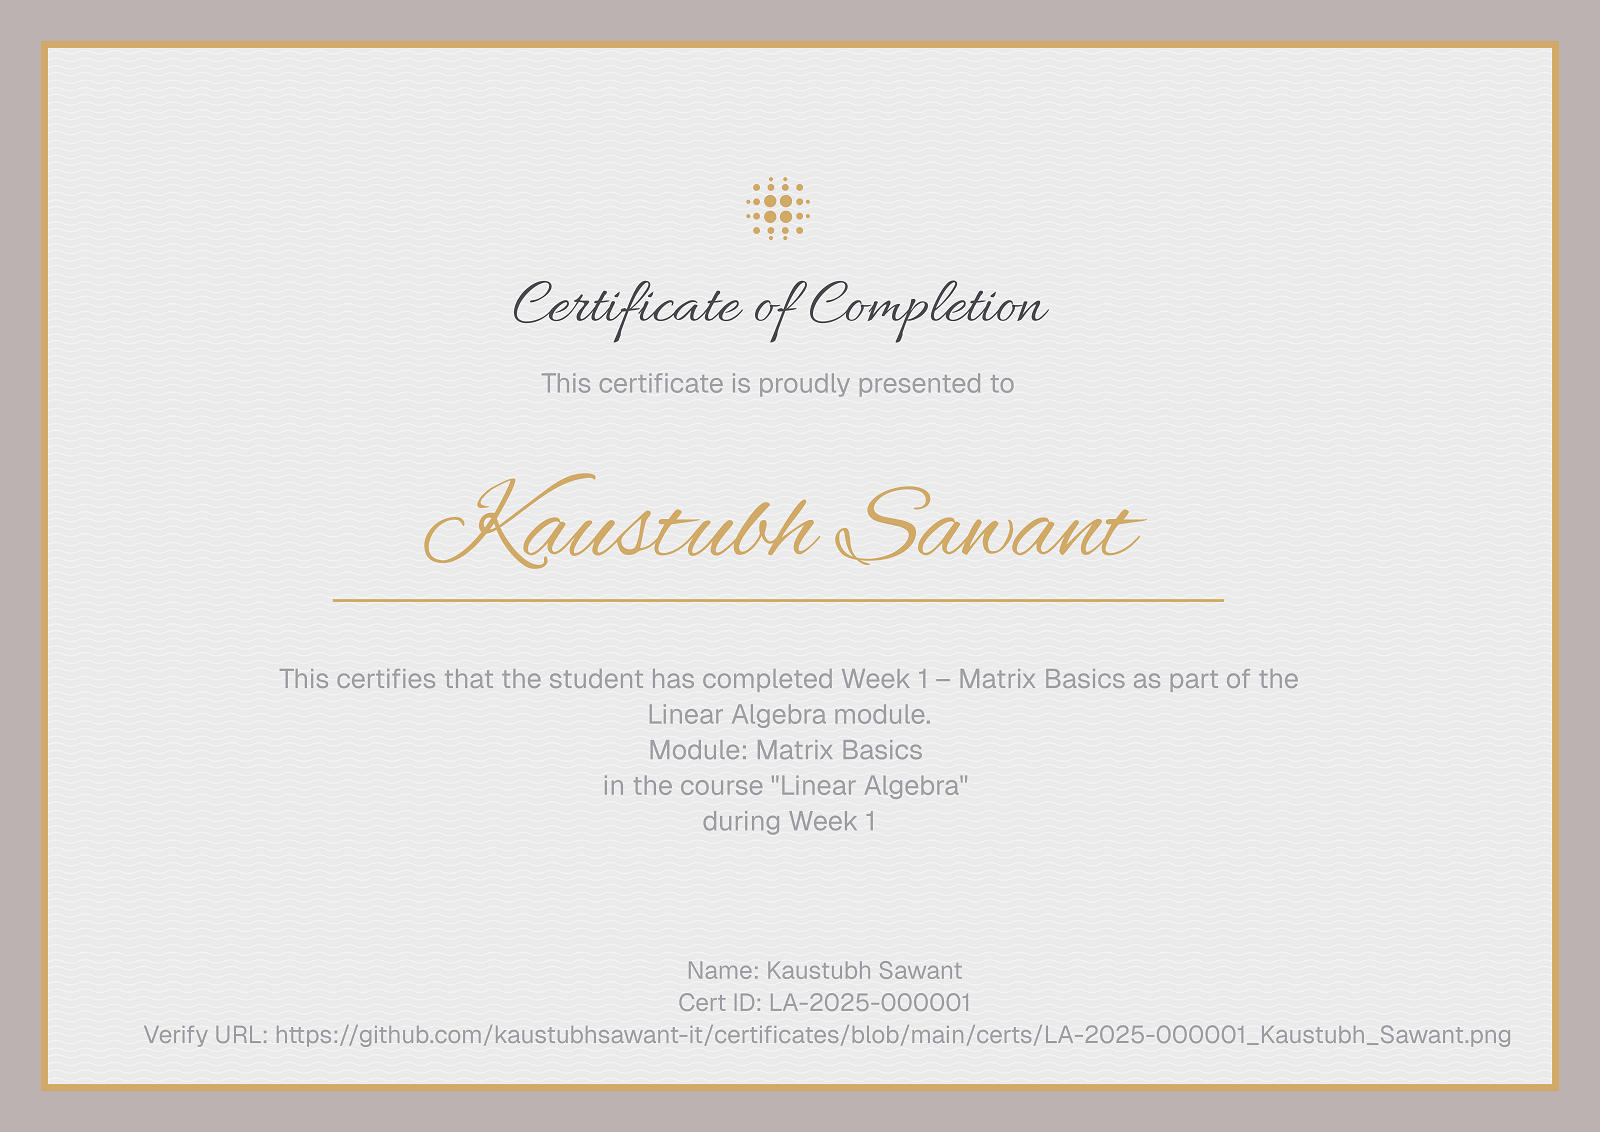 Certificate of Completion
This certificate is proudly presented to
Kaustubh Sawant
This certifies that the student has completed Week 1 – Matrix Basics as part of the
Linear Algebra module.
Module: Matrix Basics
in the course "Linear Algebra"
during Week 1
Name: Kaustubh Sawant
Cert ID: LA-2025-000001
Verify URL: https://github.com/kaustubhsawant-it/certificates/blob/main/certs/LA-2025-000001_Kaustubh_Sawant.png